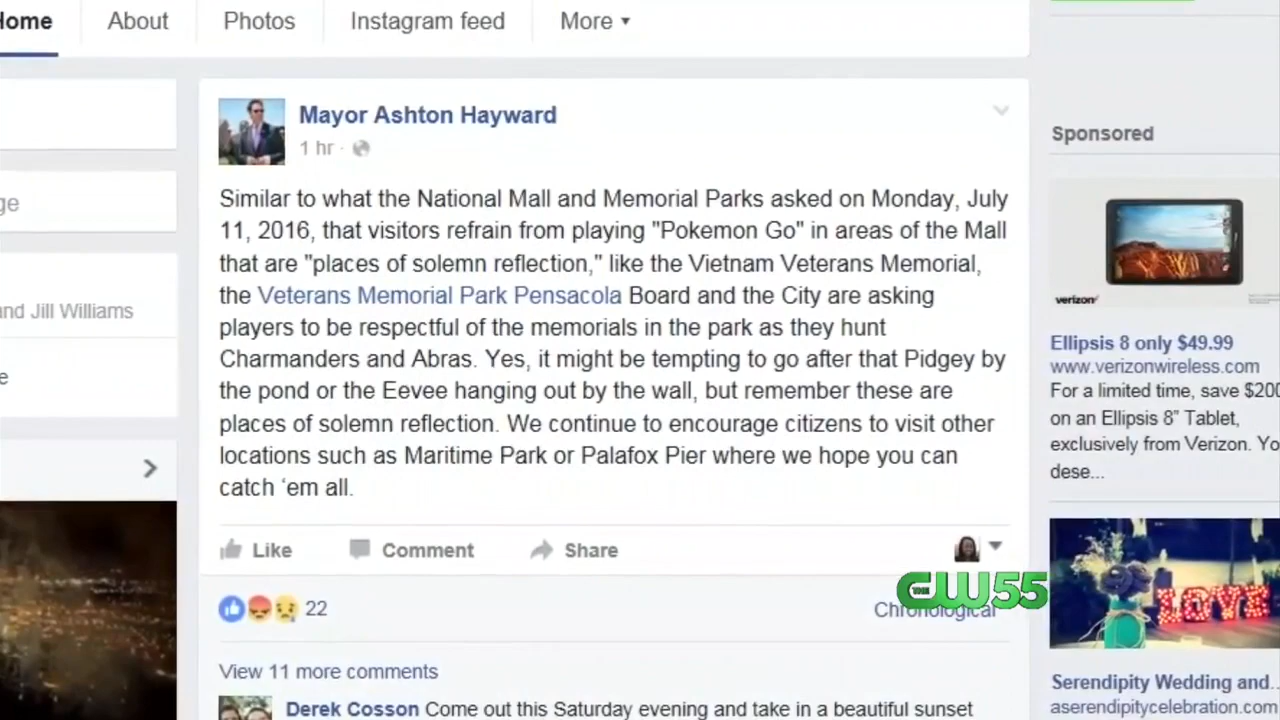 Home About Photos Instagram feed More
Mayor Ashton Hayward
1 hr ·
Similar to what the National Mall and Memorial Parks asked on Monday, July
11, 2016, that visitors refrain from playing "Pokemon Go" in areas of the Mall
that are "places of solemn reflection," like the Vietnam Veterans Memorial,
the Veterans Memorial Park Pensacola Board and the City are asking
players to be respectful of the memorials in the park as they hunt
Charmanders and Abras. Yes, it might be tempting to go after that Pidgey by
the pond or the Eevee hanging out by the wall, but remember these are
places of solemn reflection. We continue to encourage citizens to visit other
locations such as Maritime Park or Palafox Pier where we hope you can
catch ‘em all.
Like Comment Share
22
Chronological
THE CW55
View 11 more comments
Derek Cosson Come out this Saturday evening and take in a beautiful sunset
ge
nd Jill Williams
e
Sponsored
verizon
Ellipsis 8 only $49.99
www.verizonwireless.com
For a limited time, save $200
on an Ellipsis 8” Tablet,
exclusively from Verizon. Yo
dese...
LOVE
Serendipity Wedding and...
aserendipitycelebration.com